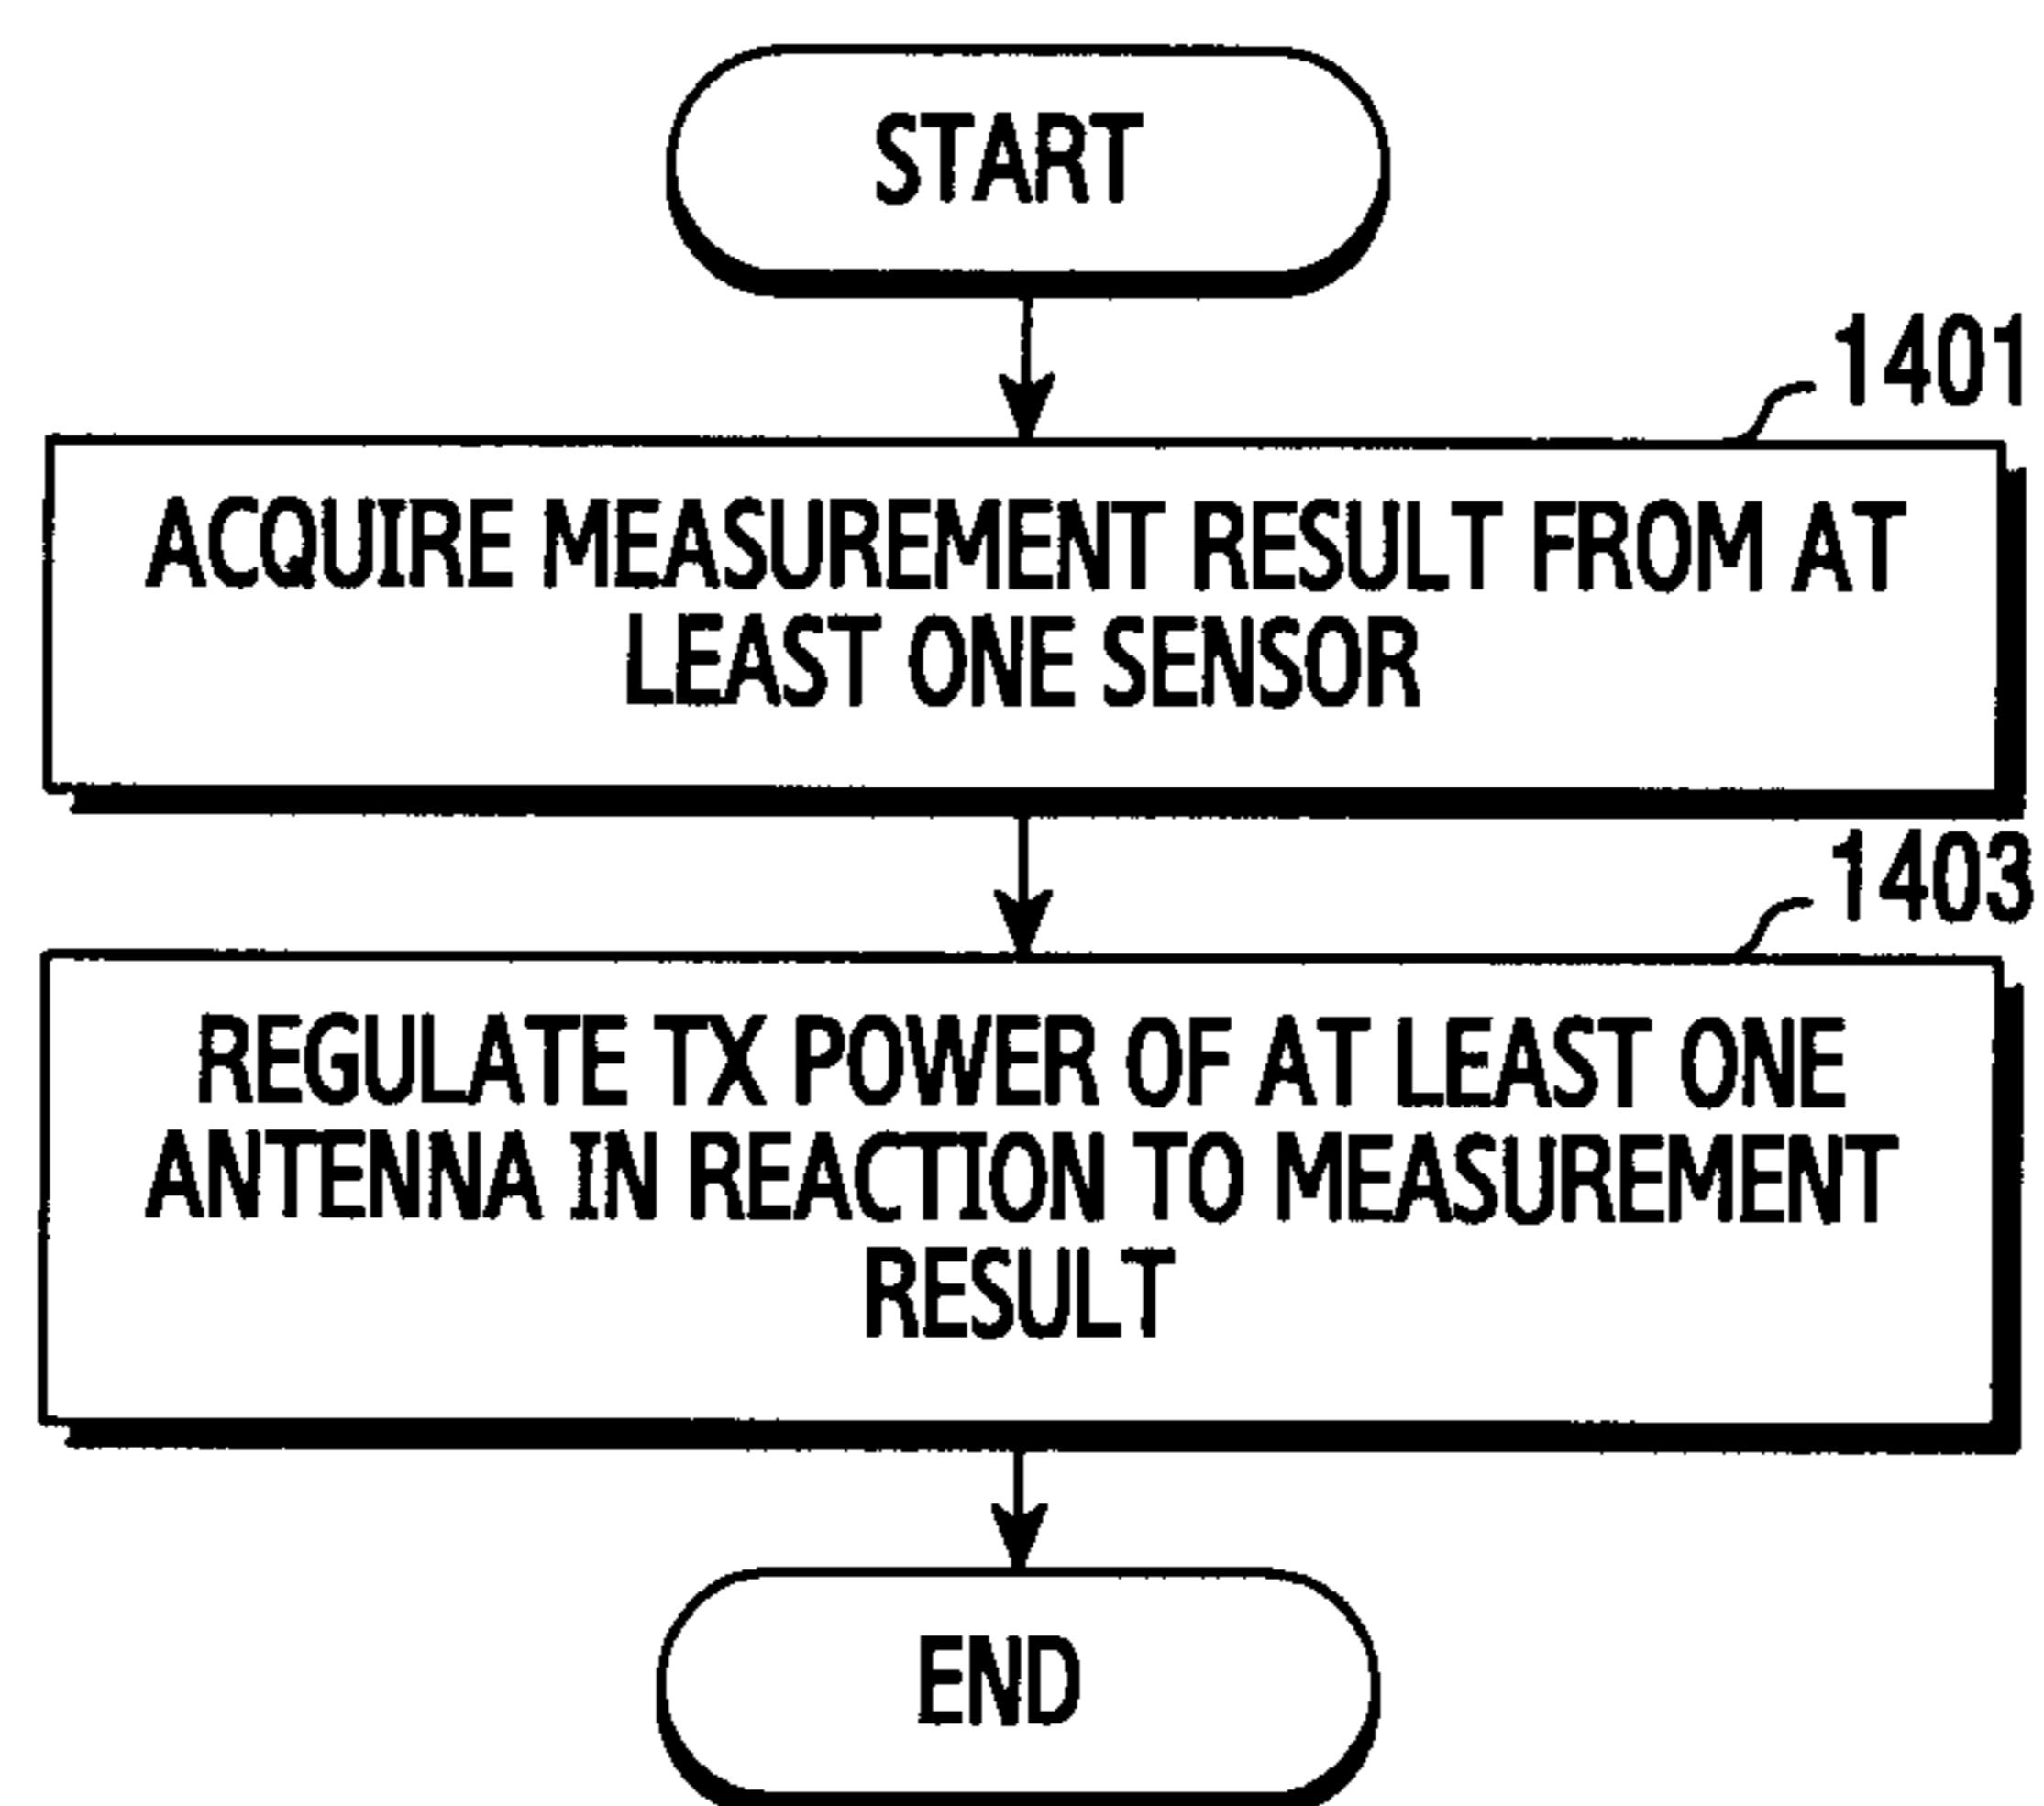 START
1401
ACQUIRE MEASUREMENT RESULT FROM AT
LEAST ONE SENSOR
1403
REGULATE TX POWER OF AT LEAST ONE
ANTENNA IN REACTION TO MEASUREMENT
RESULT
END